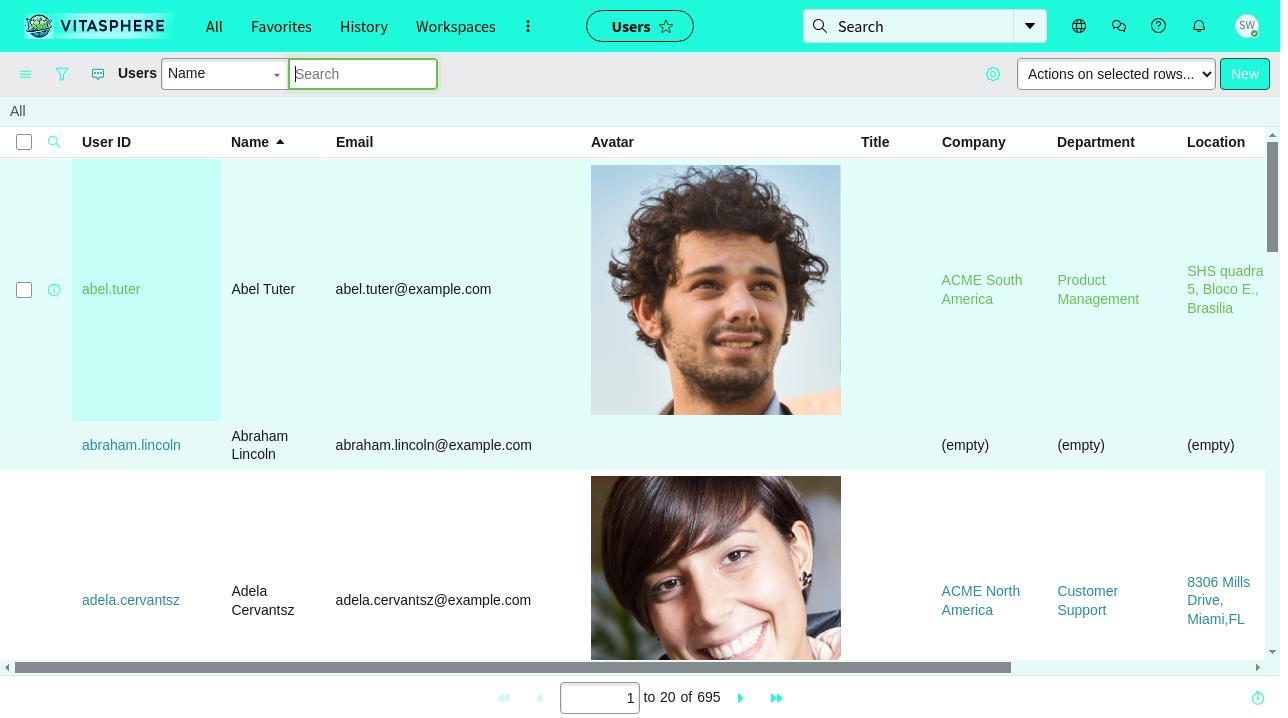 VITASPHERE All Favorites History Workspaces Users Search SW
Users Name Search Actions on selected rows... New
All
User ID Name Email Avatar Title Company Department Location
abel.tuter Abel Tuter abel.tuter@example.com ACME South America Product Management SHS quadra 5, Bloco E., Brasilia
abraham.lincoln Abraham Lincoln abraham.lincoln@example.com (empty) (empty) (empty)
adela.cervantsz Adela Cervantsz adela.cervantsz@example.com ACME North America Customer Support 8306 Mills Drive, Miami,FL
1 to 20 of 695